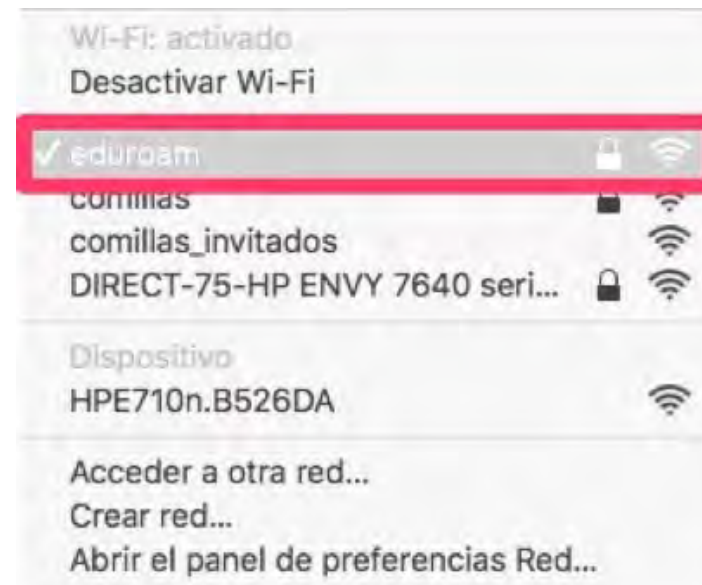 Wi-Fi: activado
Desactivar Wi-Fi
✓ eduroam
comillas
comillas_invitados
DIRECT-75-HP ENVY 7640 seri...
Dispositivo
HPE710n.B526DA
Acceder a otra red...
Crear red...
Abrir el panel de preferencias Red...